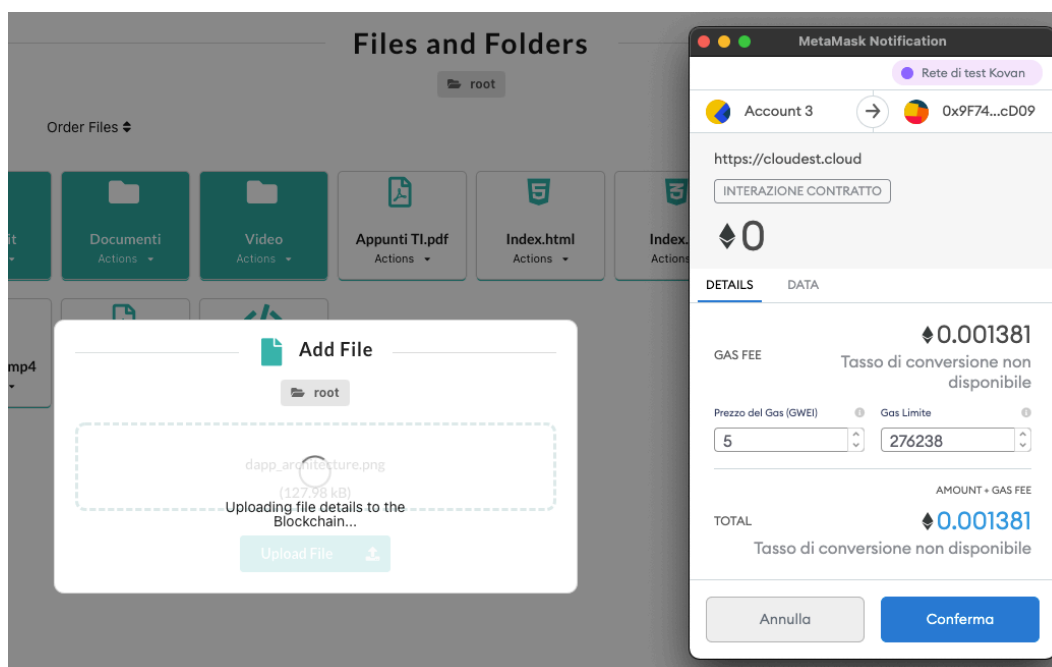 Files and Folders
root
Order Files
it
Documenti
Actions
Video
Actions
Appunti TI.pdf
Actions
Index.html
Actions
Index.
Actions
mp4
Add File
root
dapp_architecture.png
(127.98 kB)
Uploading file details to the
Blockchain...
Upload File
MetaMask Notification
Rete di test Kovan
Account 3
0x9F74...cD09
https://cloudest.cloud
INTERAZIONE CONTRATTO
0
DETAILS DATA
GAS FEE
0.001381
Tasso di conversione non
disponibile
Prezzo del Gas (GWEI) Gas Limite
5 276238
AMOUNT + GAS FEE
TOTAL
0.001381
Tasso di conversione non disponibile
Annulla Conferma